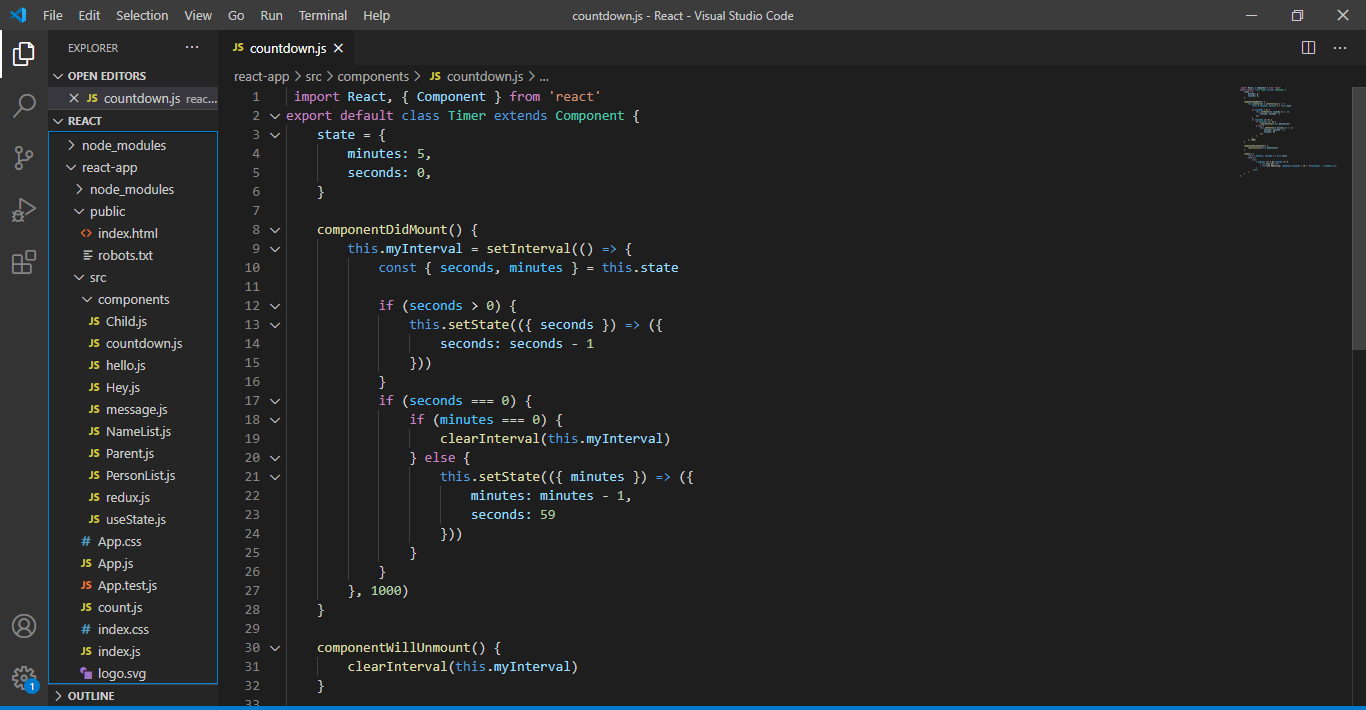 File Edit Selection View Go Run Terminal Help countdown.js - React - Visual Studio Code
EXPLORER
OPEN EDITORS
JS countdown.js reac...
REACT
node_modules
react-app
node_modules
public
<> index.html
robots.txt
src
components
JS Child.js
JS countdown.js
JS hello.js
JS Hey.js
JS message.js
JS NameList.js
JS Parent.js
JS PersonList.js
JS redux.js
JS useState.js
# App.css
JS App.js
JS App.test.js
JS count.js
# index.css
JS index.js
logo.svg
OUTLINE
1
JS countdown.js
react-app > src > components > JS countdown.js > ...
1 import React, { Component } from 'react'
2 export default class Timer extends Component {
3 state = {
4 minutes: 5,
5 seconds: 0,
6 }
7
8 componentDidMount() {
9 this.myInterval = setInterval(() => {
10 const { seconds, minutes } = this.state
11
12 if (seconds > 0) {
13 this.setState(({ seconds }) => ({
14 seconds: seconds - 1
15 }))
16 }
17 if (seconds === 0) {
18 if (minutes === 0) {
19 clearInterval(this.myInterval)
20 } else {
21 this.setState(({ minutes }) => ({
22 minutes: minutes - 1,
23 seconds: 59
24 }))
25 }
26 }
27 }, 1000)
28 }
29
30 componentWillUnmount() {
31 clearInterval(this.myInterval)
32 }
33